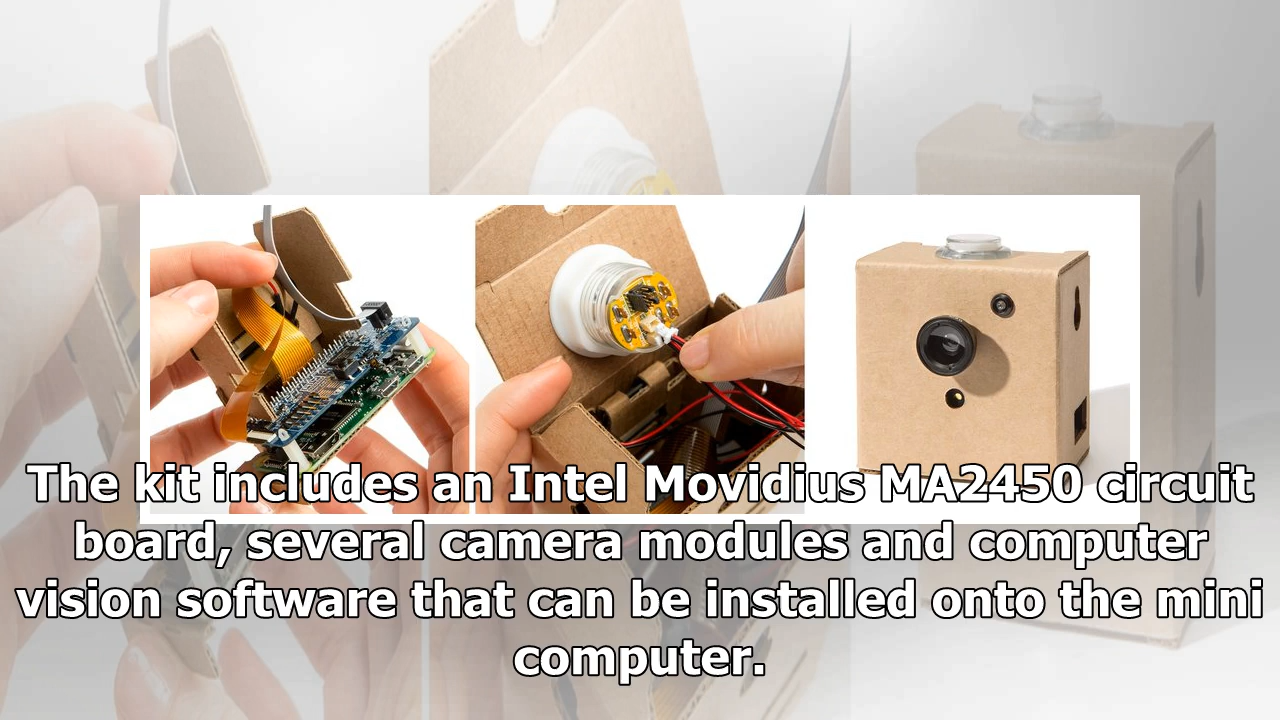 The kit includes an Intel Movidius MA2450 circuit
board, several camera modules and computer
vision software that can be installed onto the mini
computer.